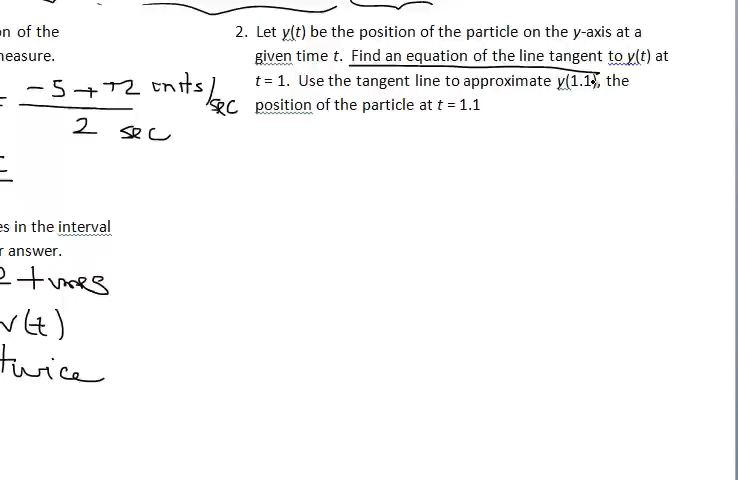 n of the
neasure.
= -5 + +2 units/sec
2 sec
es in the interval
r answer.
2 times
v(t)
twice
2. Let y(t) be the position of the particle on the y-axis at a
given time t. Find an equation of the line tangent to y(t) at
t = 1. Use the tangent line to approximate y(1.1), the
position of the particle at t = 1.1